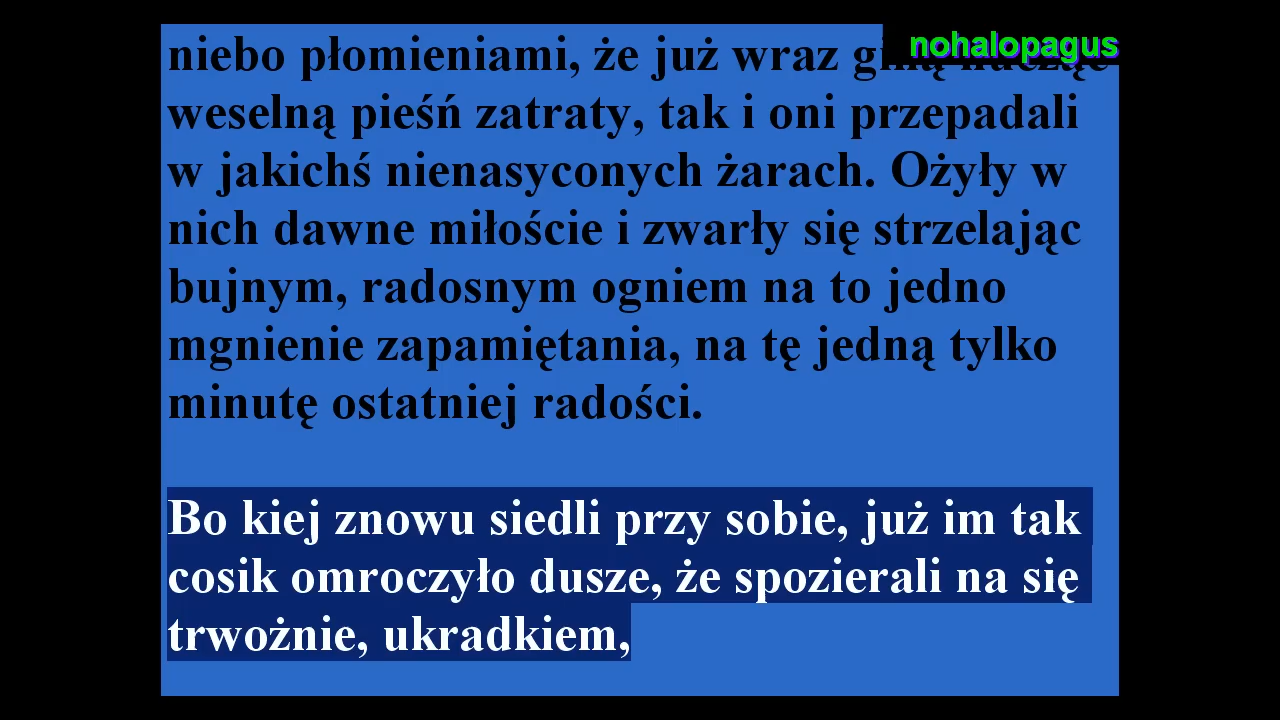 nohalopagus
niebo płomieniami, że już wraz
weselną pieśń zatraty, tak i oni przepadali
w jakichś nienasyconych żarach. Ożyły w
nich dawne miłoście i zwarły się strzelając
bujnym, radosnym ogniem na to jedno
mgnienie zapamiętania, na tę jedną tylko
minutę ostatniej radości.
Bo kiej znowu siedli przy sobie, już im tak
cosik omroczyło dusze, że spozierali na się
trwożnie, ukradkiem,